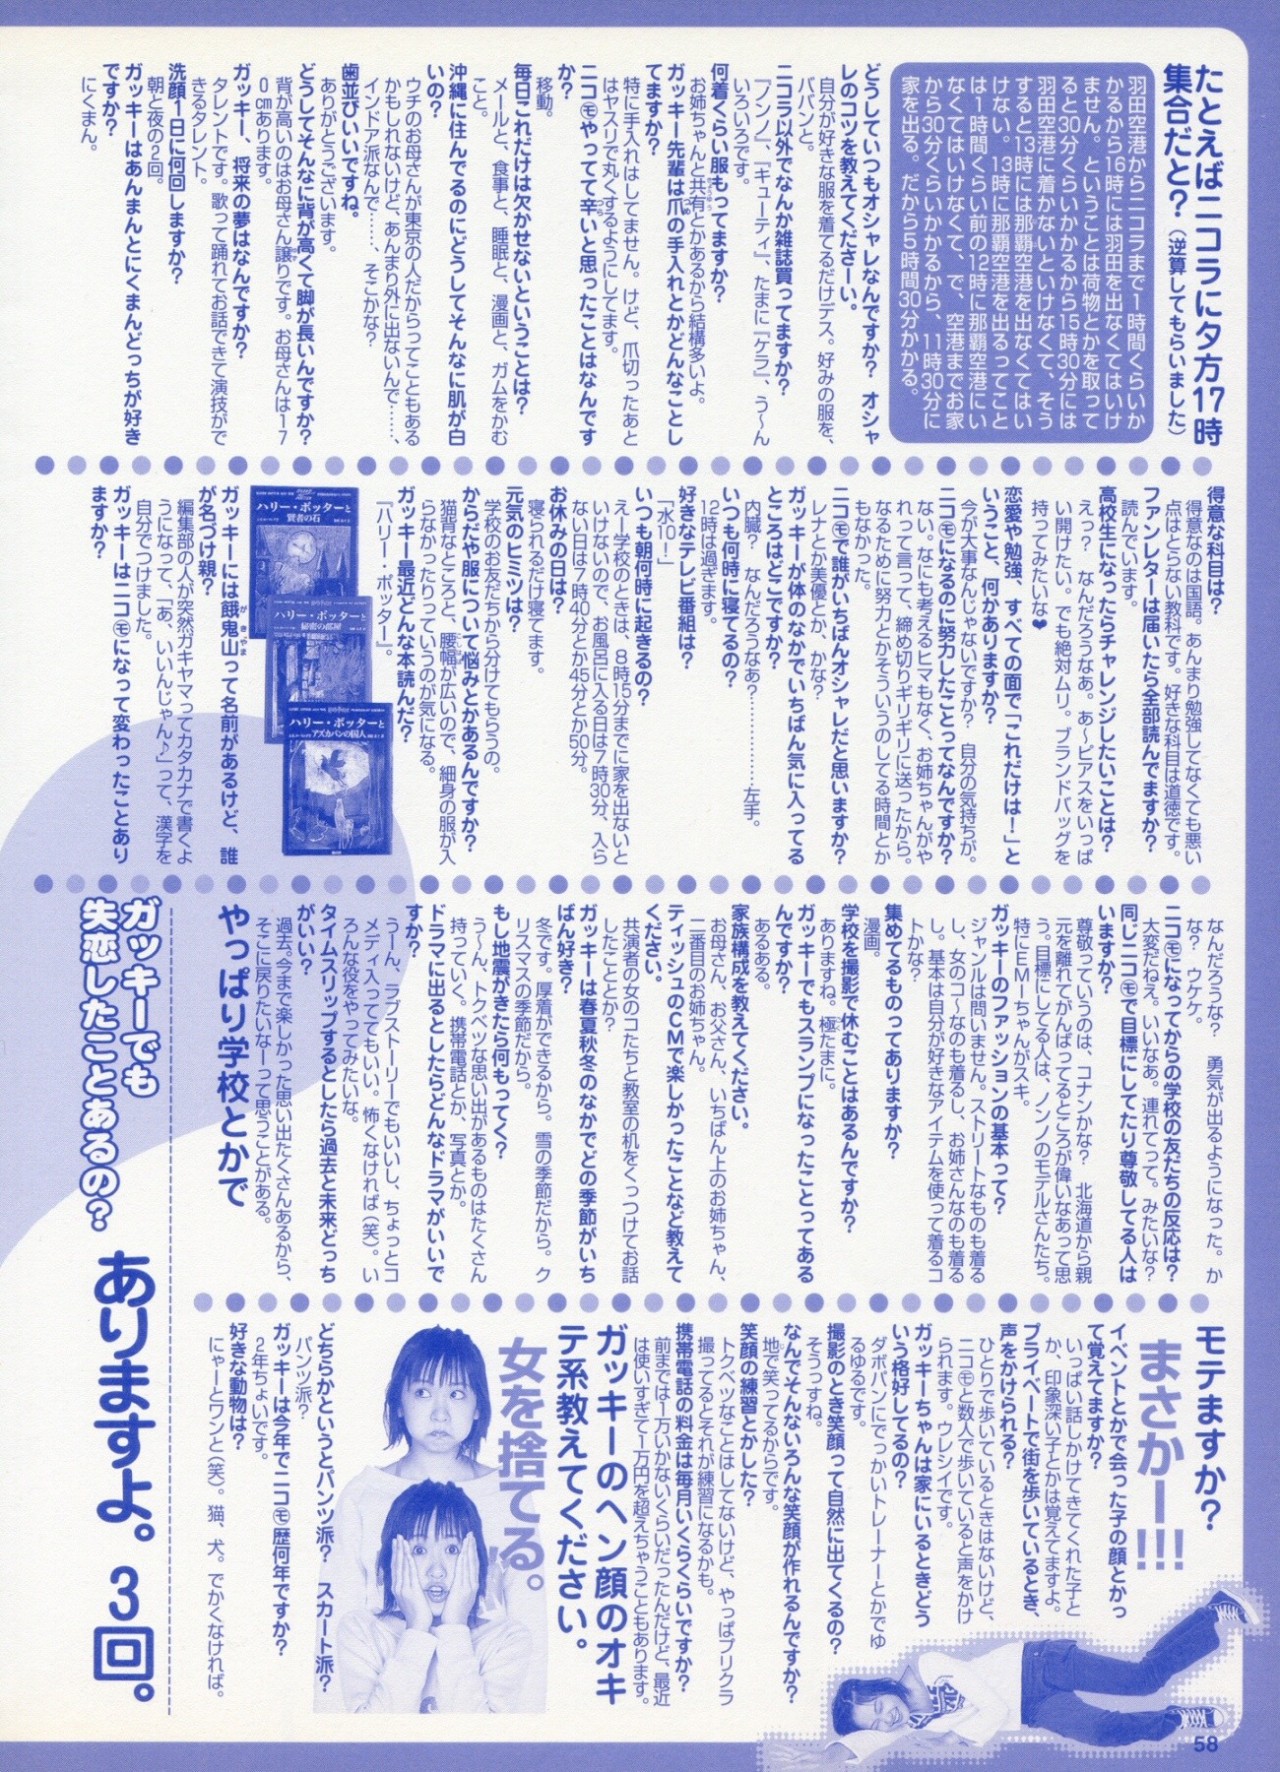 たとえばニコラに夕方17時
集合だと？（逆算してもらいました）
羽田空港からニコラまで1時間くらいか
かるから16時には羽田を出なくてはいけ
ません。ということは荷物とかを取って
ると30分くらいかかるから15時30分には
羽田空港に着かないといけなくて、そう
すると13時には那覇空港を出なくてはい
けない。13時に那覇空港を出るってこと
は1時間くらい前の12時に那覇空港にい
なくてはいけなくて、で、空港までお家
から30分くらいかかるから、11時30分に
家を出る。だから5時間30分かかる。
どうしていつもオシャレなんですか？　オシャ
レのコツを教えてくださーい。
自分が好きな服を着てるだけデス。好みの服を、
パパンと。
ニコラ以外でなんか雑誌買ってますか？
『ノンノ』、『キューティ』、たまに『ケラ』、う〜ん
いろいろです。
何着くらい服もってますか？
お姉ちゃんと共有とかあるから結構多いよ。
ガッキー先輩は爪の手入れとかどんなことし
てますか？
特に手入れはしてません。けど、爪切ったあと
はヤスリで丸くするようにしてます。
ニコモやってて辛いと思ったことはなんです
か？
移動。
毎日これだけは欠かせないということは？
メールと、食事と、睡眠と、漫画と、ガムをかむ
こと。
沖縄に住んでるのにどうしてそんなに肌が白
いの？
ウチのお母さんが東京の人だからってこともある
かもしれないけど、あんまり外に出ないんで……、
インドア派なんで……、そこかな？
歯並びいいですね。
ありがとうございます。
どうしてそんなに背が高くて脚が長いんですか？
背が高いのはお母さん譲りです。お母さんは17
0cmあります。
ガッキー、将来の夢はなんですか？
タレントです。歌って踊れてお話できて演技がで
きるタレント。
洗顔1日に何回しますか？
朝と夜の2回。
ガッキーはあんまんとにくまんどっちが好き
ですか？
にくまん。
得意な科目は？
得意なのは国語。あんまり勉強してなくても悪い
点はとらない教科です。好きな科目は道徳です。
ファンレターは届いたら全部読んでますか？
読んでいます。
高校生になったらチャレンジしたいことは？
えっ？　なんだろうなあ。あ〜ピアスをいっぱ
い開けたい。でも絶対ムリ。ブランドバッグを
持ってみたいな♥
恋愛や勉強、すべての面で「これだけは！」と
いうこと、何かありますか？
今が大事なんじゃないですか？　自分の気持ちが。
ニコモになるのに努力したことってなんですか？
ない。なにも考えるヒマもなく、お姉ちゃんがや
れって言って、締め切りギリギリに送ったから。
なるために努力とかそういうのしてる時間とか
もなかった。
ニコモで誰がいちばんオシャレだと思いますか？
レナとか美優とか、かな？
ガッキーが体のなかでいちばん気に入ってる
ところはどこですか？
内臓？　なんだろうなあ？…………左手。
いつも何時に寝てるの？
12時は過ぎます。
好きなテレビ番組は？
「水10！」
いつも朝何時に起きるの？
えー学校のときは、8時15分までに家を出ないと
いけないので、お風呂に入る日は7時30分、入ら
ない日は7時40分とか45分とか50分。
お休みの日は？
寝られるだけ寝てます。
元気のヒミツは？
学校のお友だちから分けてもらうの。
からだや服について悩みとかあるんですか？
猫背なところと、腰幅が広いので、細身の服が入
らなかったりっていうのが気になる。
ガッキー最近どんな本読んだ？
『ハリー・ポッター』。
ハリー・ポッターと
賢者の石
ハリー・ポッターと
秘密の部屋
ハリー・ポッターと
アズカバンの囚人
ガッキーには餓鬼山って名前があるけど、誰
が名づけ親？
編集部の人が突然ガキヤマってカタカナで書くよ
うになって、「あ、いいんじゃん♪」って、漢字を
自分でつけました。
ガッキーはニコモになって変わったことあり
ますか？
なんだろうな？　勇気が出るようになった。か
な？　ウケケ。
ニコモになってからの学校の友だちの反応は？
大変だねえ。いいなあ。連れてって。みたいな？
同じニコモで目標にしてたり尊敬してる人は
いますか？
尊敬っていうのは、コナンかな？　北海道から親
元を離れてがんばってるところが偉いなあって思
う。目標にしてる人は、ノンノのモデルさんたち。
特にEMーちゃんがスキ。
ガッキーのファッションの基本って？
ジャンルは問いません。ストリートなものも着る
し、女のコ〜なのも着るし、お姉さんなのも着る
し。基本は自分が好きなアイテムを使って着るコ
トかな？
集めてるものってありますか？
漫画。
学校を撮影で休むことはあるんですか？
ありますね。極たまに。
ガッキーでもスランプになったことってある
んですか？
あるある。
家族構成を教えてください。
お母さん、お父さん、いちばん上のお姉ちゃん、
二番目のお姉ちゃん。
ティッシュのCMで楽しかったことなど教えて
ください。
共演者の女のコたちと教室の机をくっつけてお話
したこととか？
ガッキーは春夏秋冬のなかでどの季節がいち
ばん好き？
冬です。厚着ができるから。雪の季節だから。ク
リスマスの季節だから。
もし地震がきたら何もってく？
う〜ん、トクベツな思い出があるものはたくさん
持っていく。携帯電話とか、写真とか。
ドラマに出るとしたらどんなドラマがいいで
すか？
うーん、ラブストーリーでもいいし、ちょっとコ
メディ入っててもいい。怖くなければ（笑）。い
ろんな役をやってみたいな。
タイムスリップするとしたら過去と未来どっち
がいい？
過去。今まで楽しかった思い出たくさんあるから、
そこに戻りたいなーって思うことがある。
やっぱり学校とかで
モテますか？
まさかー!!!
イベントとかで会った子の顔とかっ
て覚えてますか？
いっぱい話しかけてきてくれた子と
か、印象深い子とかは覚えてますよ。
プライベートで街を歩いているとき、
声をかけられる？
ひとりで歩いているときはないけど、
ニコモと数人で歩いていると声をかけ
られます。ウレシイです。
ガッキーちゃんは家にいるときどう
いう格好してるの？
ダボパンにでっかいトレーナーとかでゆ
るゆるです。
撮影のとき笑顔って自然に出てくるの？
そうっすね。
なんでそんないろんな笑顔が作れるんですか？
地で笑ってるからです。
笑顔の練習とかした？
トクベツなことはしてないけど、やっぱプリクラ
撮ってるとそれが練習になるかも。
携帯電話の料金は毎月いくらくらいですか？
前までは1万いかないくらいだったんだけど、最近
は使いすぎて1万円を超えちゃうこともあります。
ガッキーのヘン顔のオキ
テ系教えてください。
女を捨てる。
どちらかというとパンツ派？　スカート派？
パンツ派？
ガッキーは今年でニコモ歴何年ですか？
2年ちょいです。
好きな動物は？
にゃーとワンと（笑）。猫、犬。でかくなければ。
ガッキーでも
失恋したことあるの？
ありますよ。3回。
58